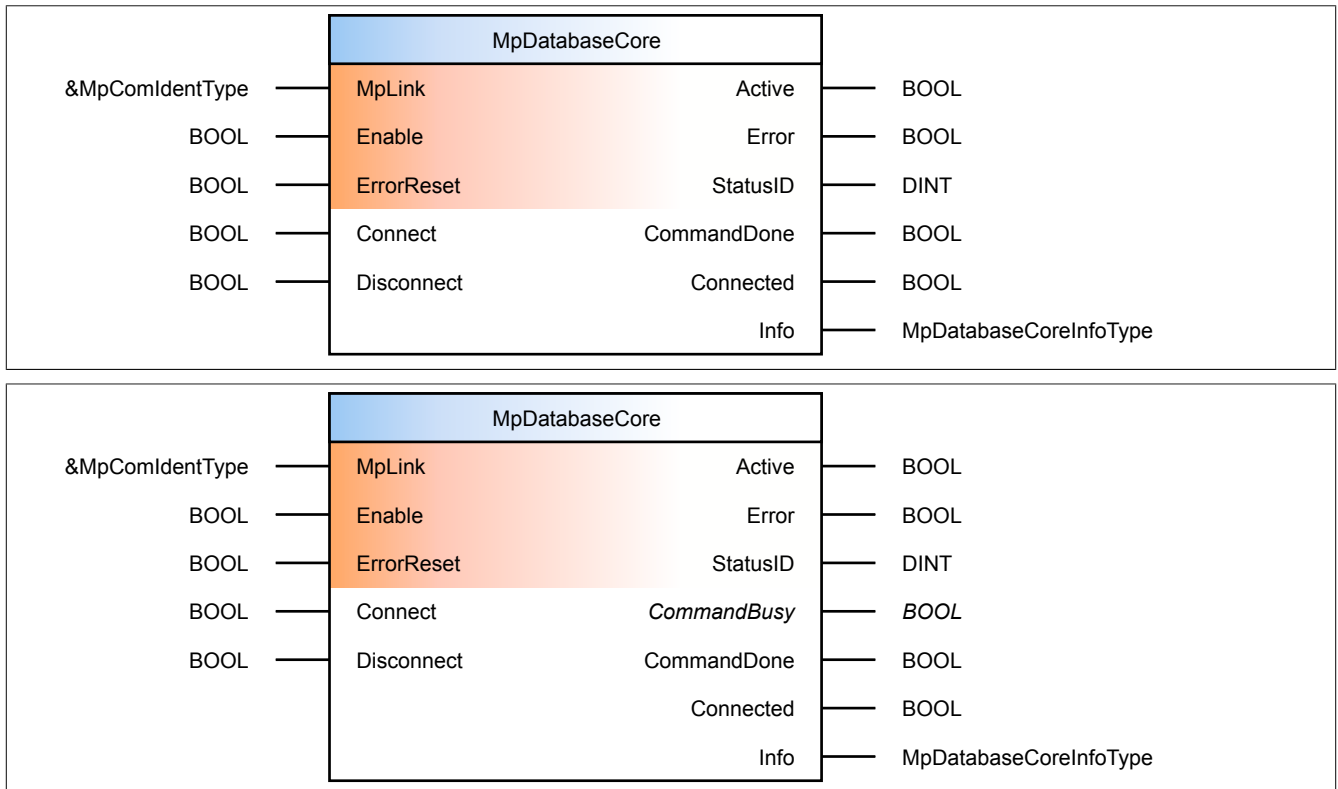 MpDatabaseCore
&MpComIdentType MpLink Active BOOL
BOOL Enable Error BOOL
BOOL ErrorReset StatusID DINT
BOOL Connect CommandDone BOOL
BOOL Disconnect Connected BOOL
Info MpDatabaseCoreInfoType
MpDatabaseCore
&MpComIdentType MpLink Active BOOL
BOOL Enable Error BOOL
BOOL ErrorReset StatusID DINT
BOOL Connect CommandBusy BOOL
BOOL Disconnect CommandDone BOOL
Connected BOOL
Info MpDatabaseCoreInfoType